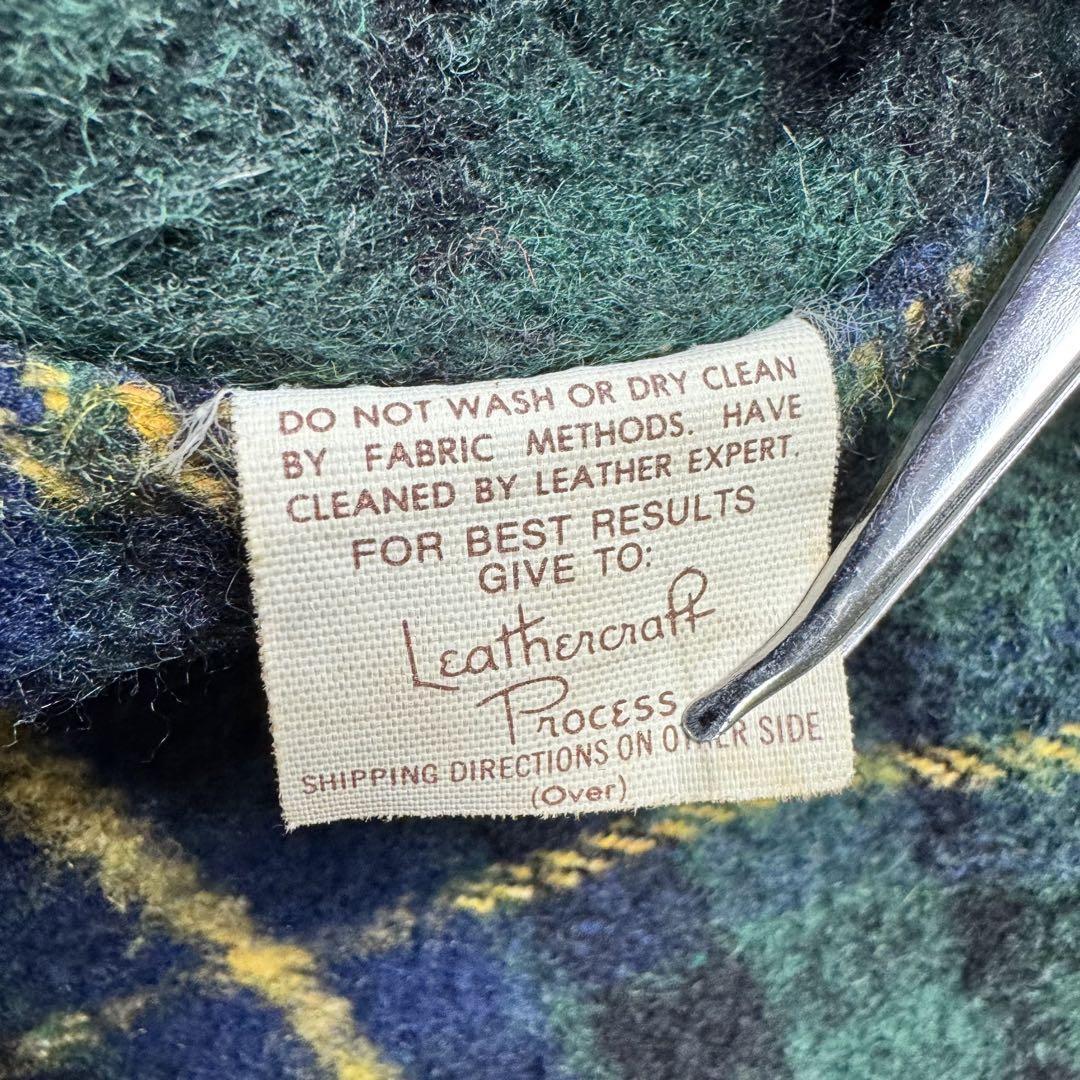 DO NOT WASH OR DRY CLEAN
BY FABRIC METHODS. HAVE
CLEANED BY LEATHER EXPERT.
FOR BEST RESULTS
GIVE TO:
Leathercraft
Process
SHIPPING DIRECTIONS ON OTHER SIDE
(Over)